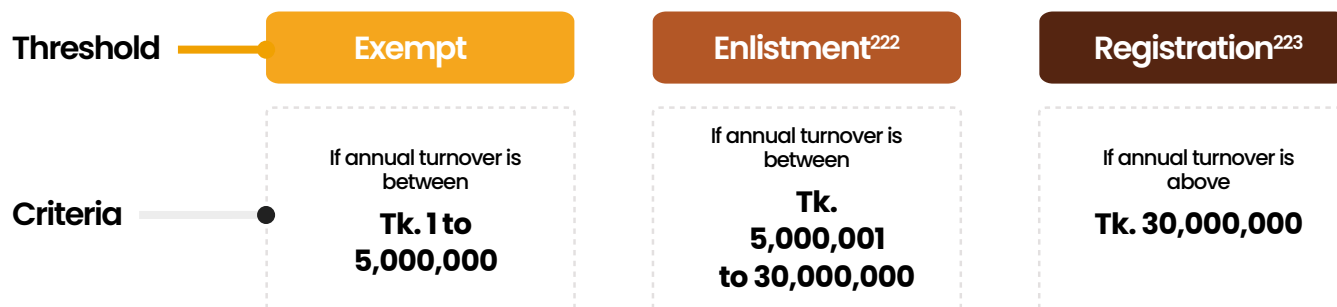 Threshold
Exempt
Enlistment222
Registration223
Criteria
If annual turnover is
between
Tk. 1 to
5,000,000
If annual turnover is
between
Tk.
5,000,001
to 30,000,000
If annual turnover is
above
Tk. 30,000,000